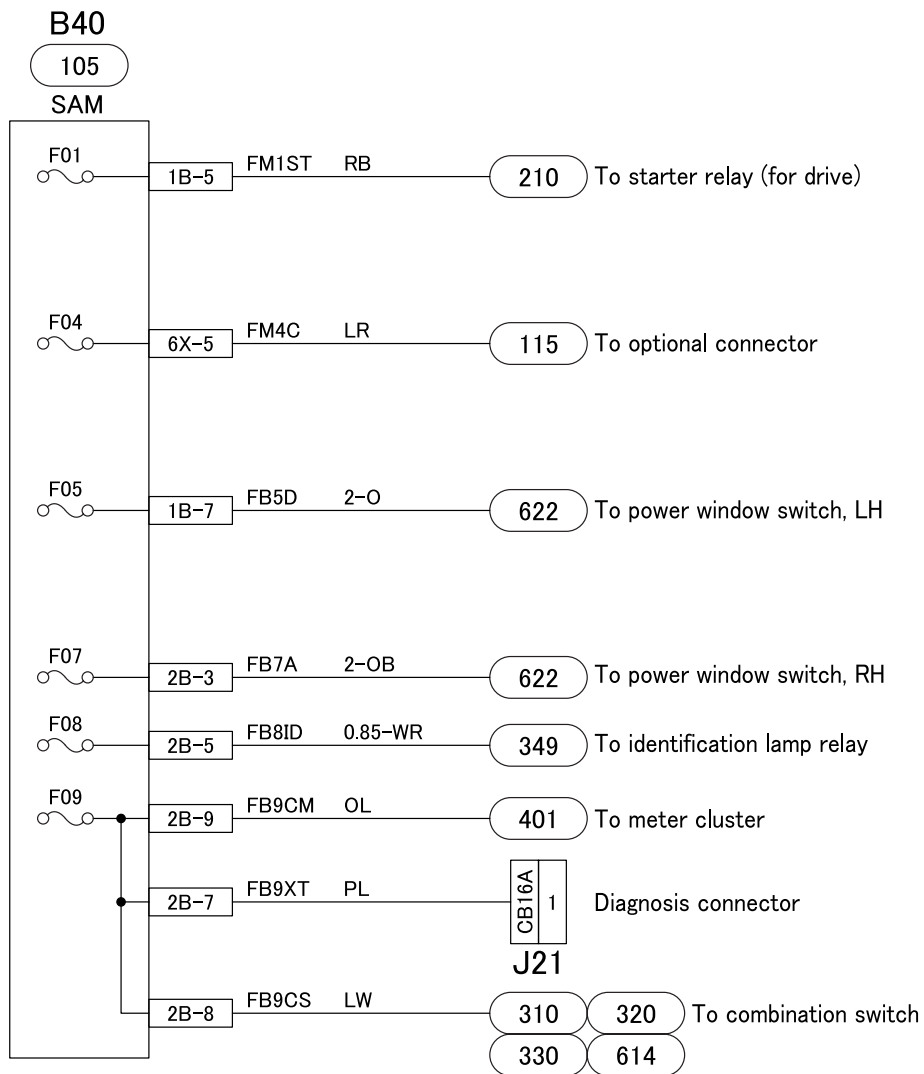 B40
105
SAM
F01
1B-5 FM1ST RB 210 To starter relay (for drive)
F04
6X-5 FM4C LR 115 To optional connector
F05
1B-7 FB5D 2-O 622 To power window switch, LH
F07
2B-3 FB7A 2-OB 622 To power window switch, RH
F08
2B-5 FB8ID 0.85-WR 349 To identification lamp relay
F09
2B-9 FB9CM OL 401 To meter cluster
2B-7 FB9XT PL CB16A 1 Diagnosis connector
J21
2B-8 FB9CS LW 310 320 To combination switch
330 614